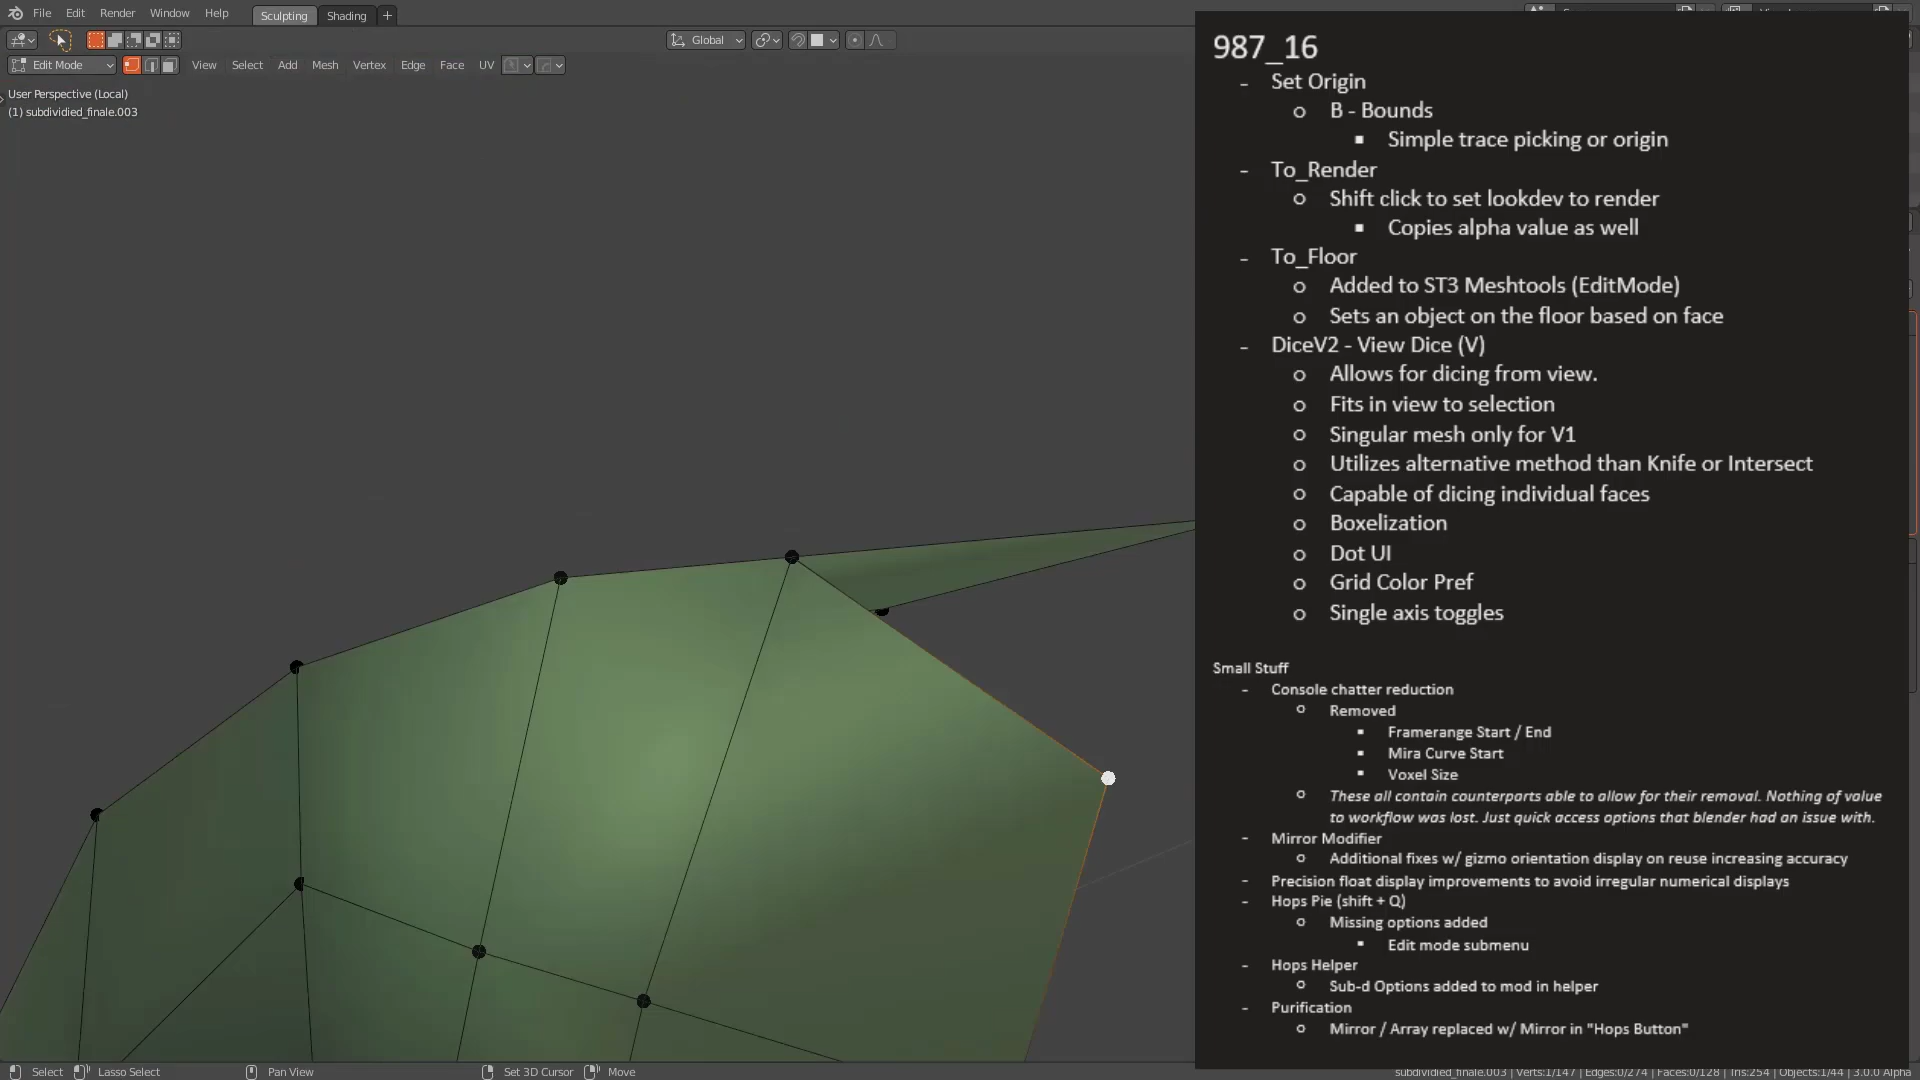 File Edit Render Window Help Sculpting Shading +
Global
Edit Mode View Select Add Mesh Vertex Edge Face UV
User Perspective (Local)
(1) subdividied_finale.003
987_16
- Set Origin
o B - Bounds
▪ Simple trace picking or origin
- To_Render
o Shift click to set lookdev to render
▪ Copies alpha value as well
- To_Floor
o Added to ST3 Meshtools (EditMode)
o Sets an object on the floor based on face
- DiceV2 - View Dice (V)
o Allows for dicing from view.
o Fits in view to selection
o Singular mesh only for V1
o Utilizes alternative method than Knife or Intersect
o Capable of dicing individual faces
o Boxelization
o Dot UI
o Grid Color Pref
o Single axis toggles
Small Stuff
- Console chatter reduction
o Removed
▪ Framerange Start / End
▪ Mira Curve Start
▪ Voxel Size
o These all contain counterparts able to allow for their removal. Nothing of value
to workflow was lost. Just quick access options that blender had an issue with.
- Mirror Modifier
o Additional fixes w/ gizmo orientation display on reuse increasing accuracy
- Precision float display improvements to avoid irregular numerical displays
- Hops Pie (shift + Q)
o Missing options added
▪ Edit mode submenu
- Hops Helper
o Sub-d Options added to mod in helper
- Purification
o Mirror / Array replaced w/ Mirror in "Hops Button"
Select Lasso Select Pan View Set 3D Cursor Move
subdividied_finale.003 | Verts:1/147 | Edges:0/274 | Faces:0/128 | Tris:254 | Objects:1/44 | 3.0.0 Alpha